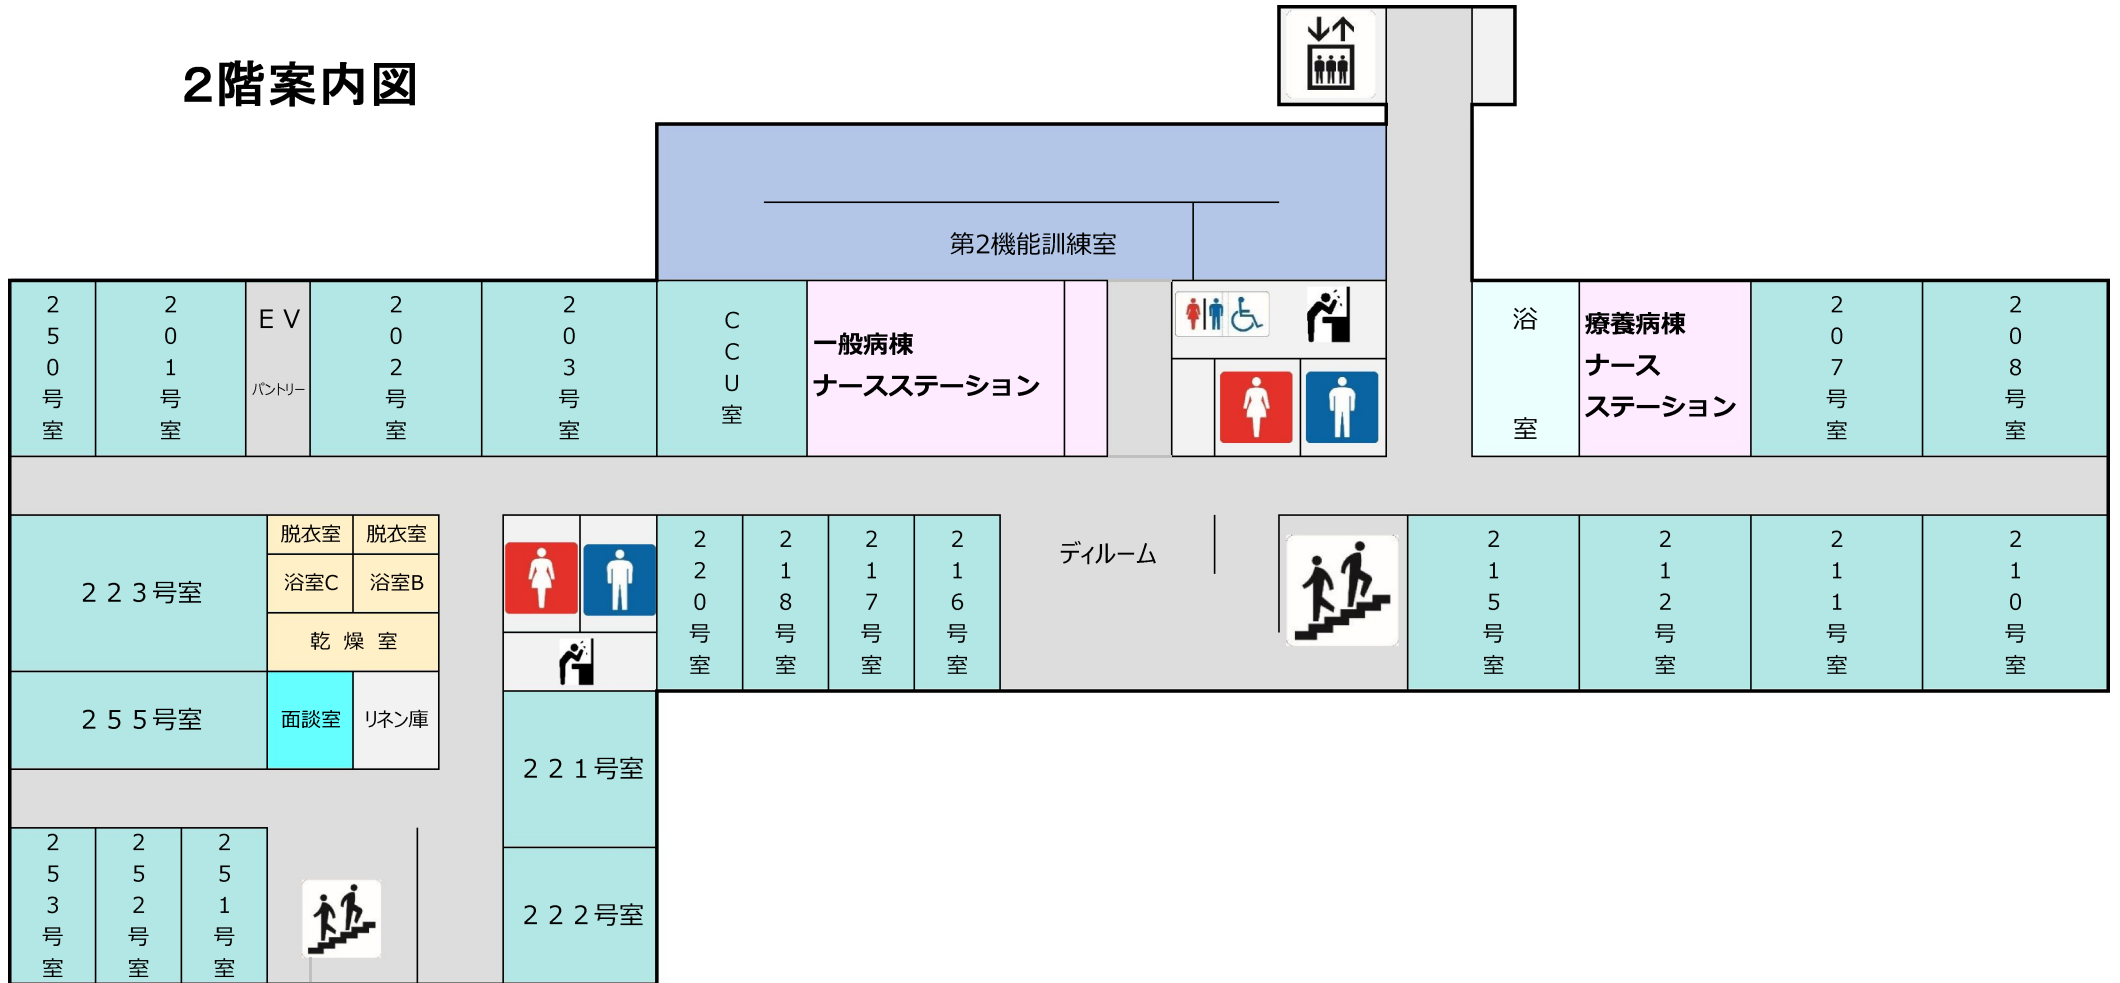 2階案内図
第2機能訓練室
250号室
201号室
EV
パントリー
202号室
203号室
CCU室
一般病棟
ナースステーション
浴室
療養病棟
ナース
ステーション
207号室
208号室
223号室
脱衣室
脱衣室
浴室C
浴室B
乾燥室
255号室
面談室
リネン庫
220号室
218号室
217号室
216号室
ディルーム
215号室
212号室
211号室
210号室
221号室
222号室
253号室
252号室
251号室